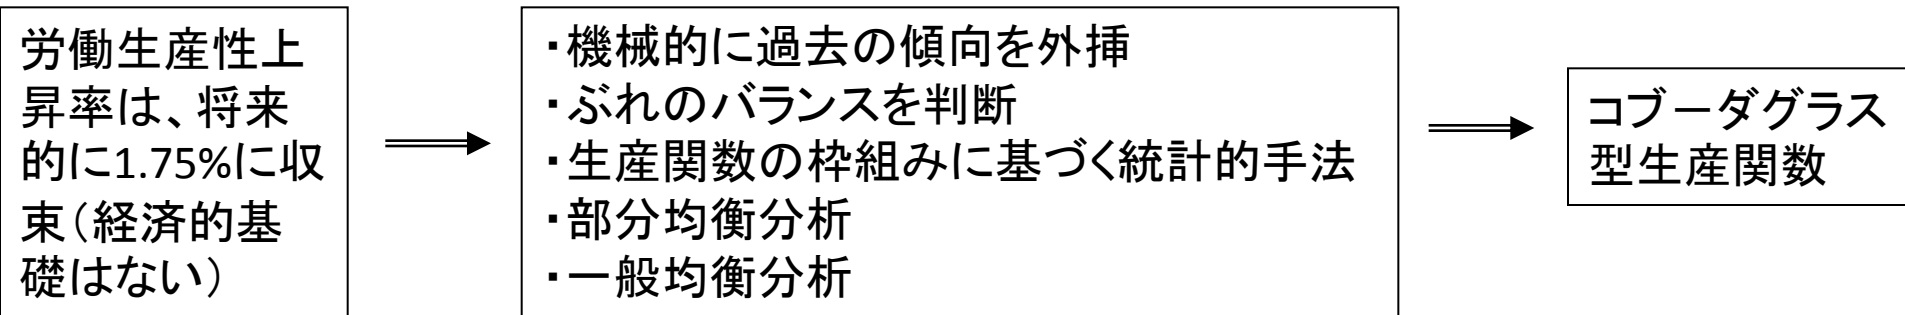 労働生産性上
昇率は、将来
的に1.75%に収
束(経済的基
礎はない)
・機械的に過去の傾向を外挿
・ぶれのバランスを判断
・生産関数の枠組みに基づく統計的手法
・部分均衡分析
・一般均衡分析
コブーダグラス
型生産関数